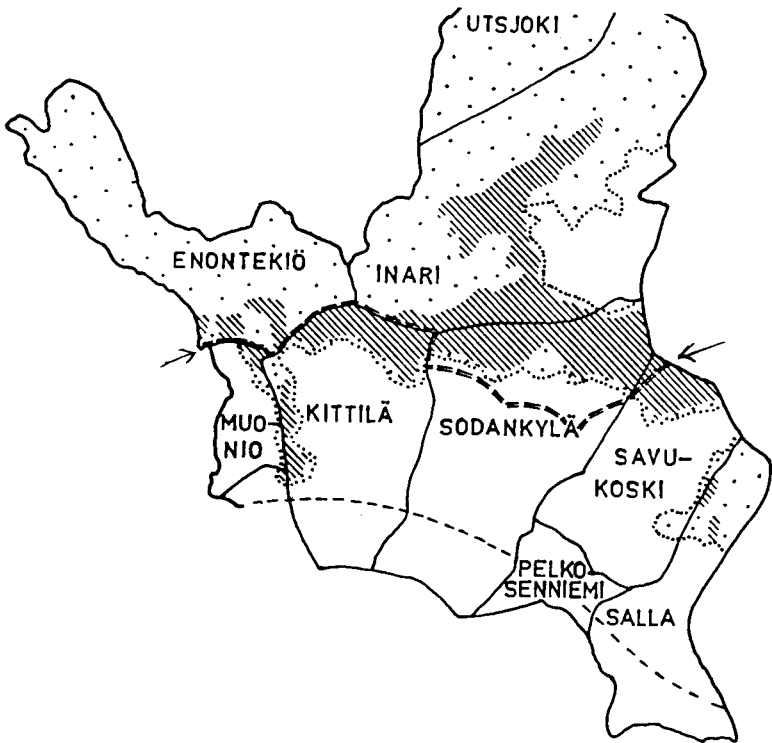 UTSJOKI
ENONTEKIÖ
INARI
MUO-
NIO
KITTILÄ
SODANKYLÄ
SAVU-
KOSKI
PELKO-
SENNIEMI
SALLA